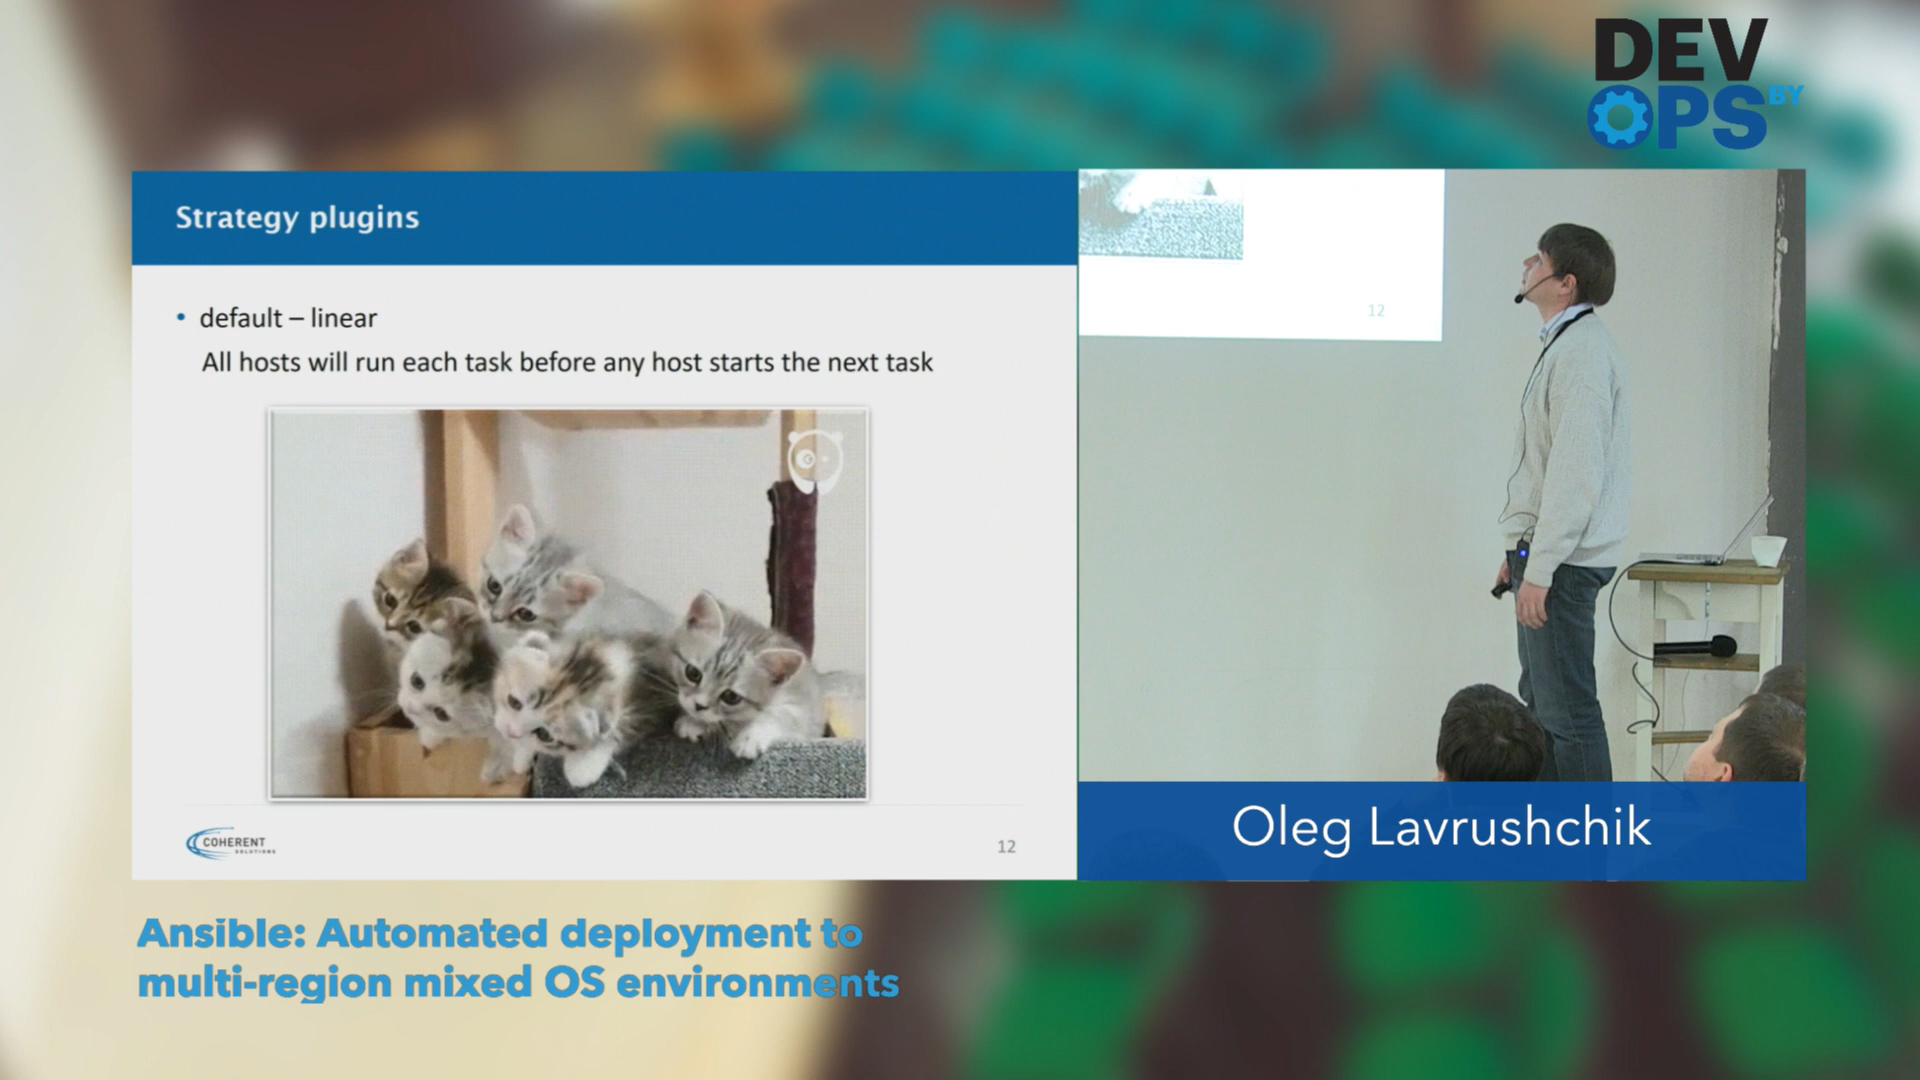 DEV
OPS BY
Strategy plugins
• default – linear
All hosts will run each task before any host starts the next task
COHERENT
SOLUTIONS
12
12
Oleg Lavrushchik
Ansible: Automated deployment to
multi-region mixed OS environments